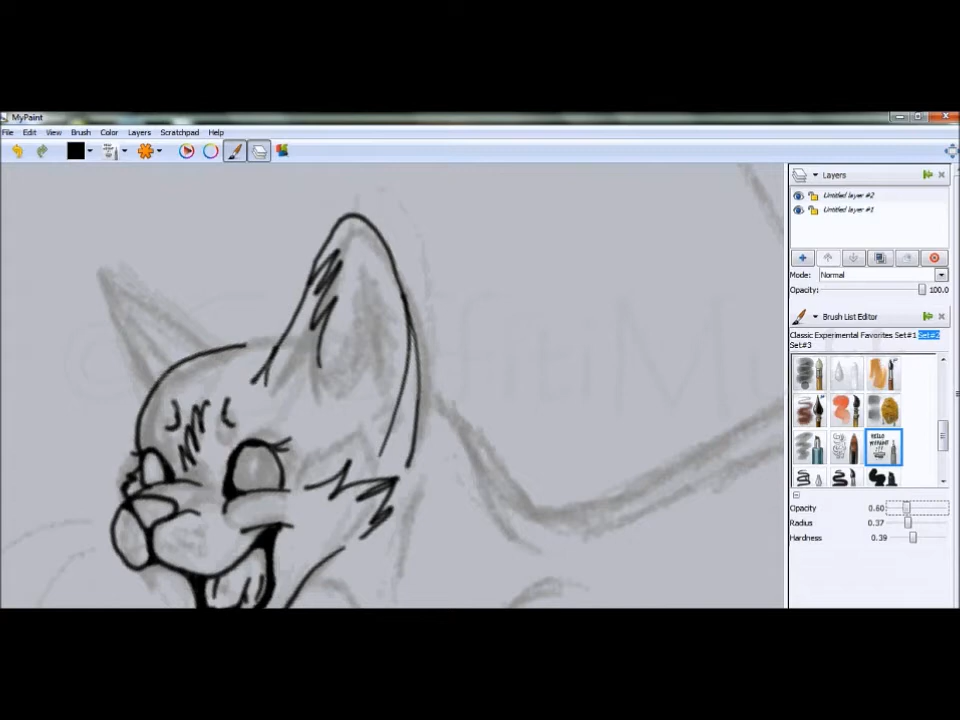 MyPaint
File Edit View Brush Color Layers Scratchpad Help
Layers
Untitled layer #2
Untitled layer #1
Mode: Normal
Opacity: 100.0
Brush List Editor
Classic Experimental Favorites Set#1 Set#2
Set#3
Opacity 0.60
Radius 0.37
Hardness 0.39